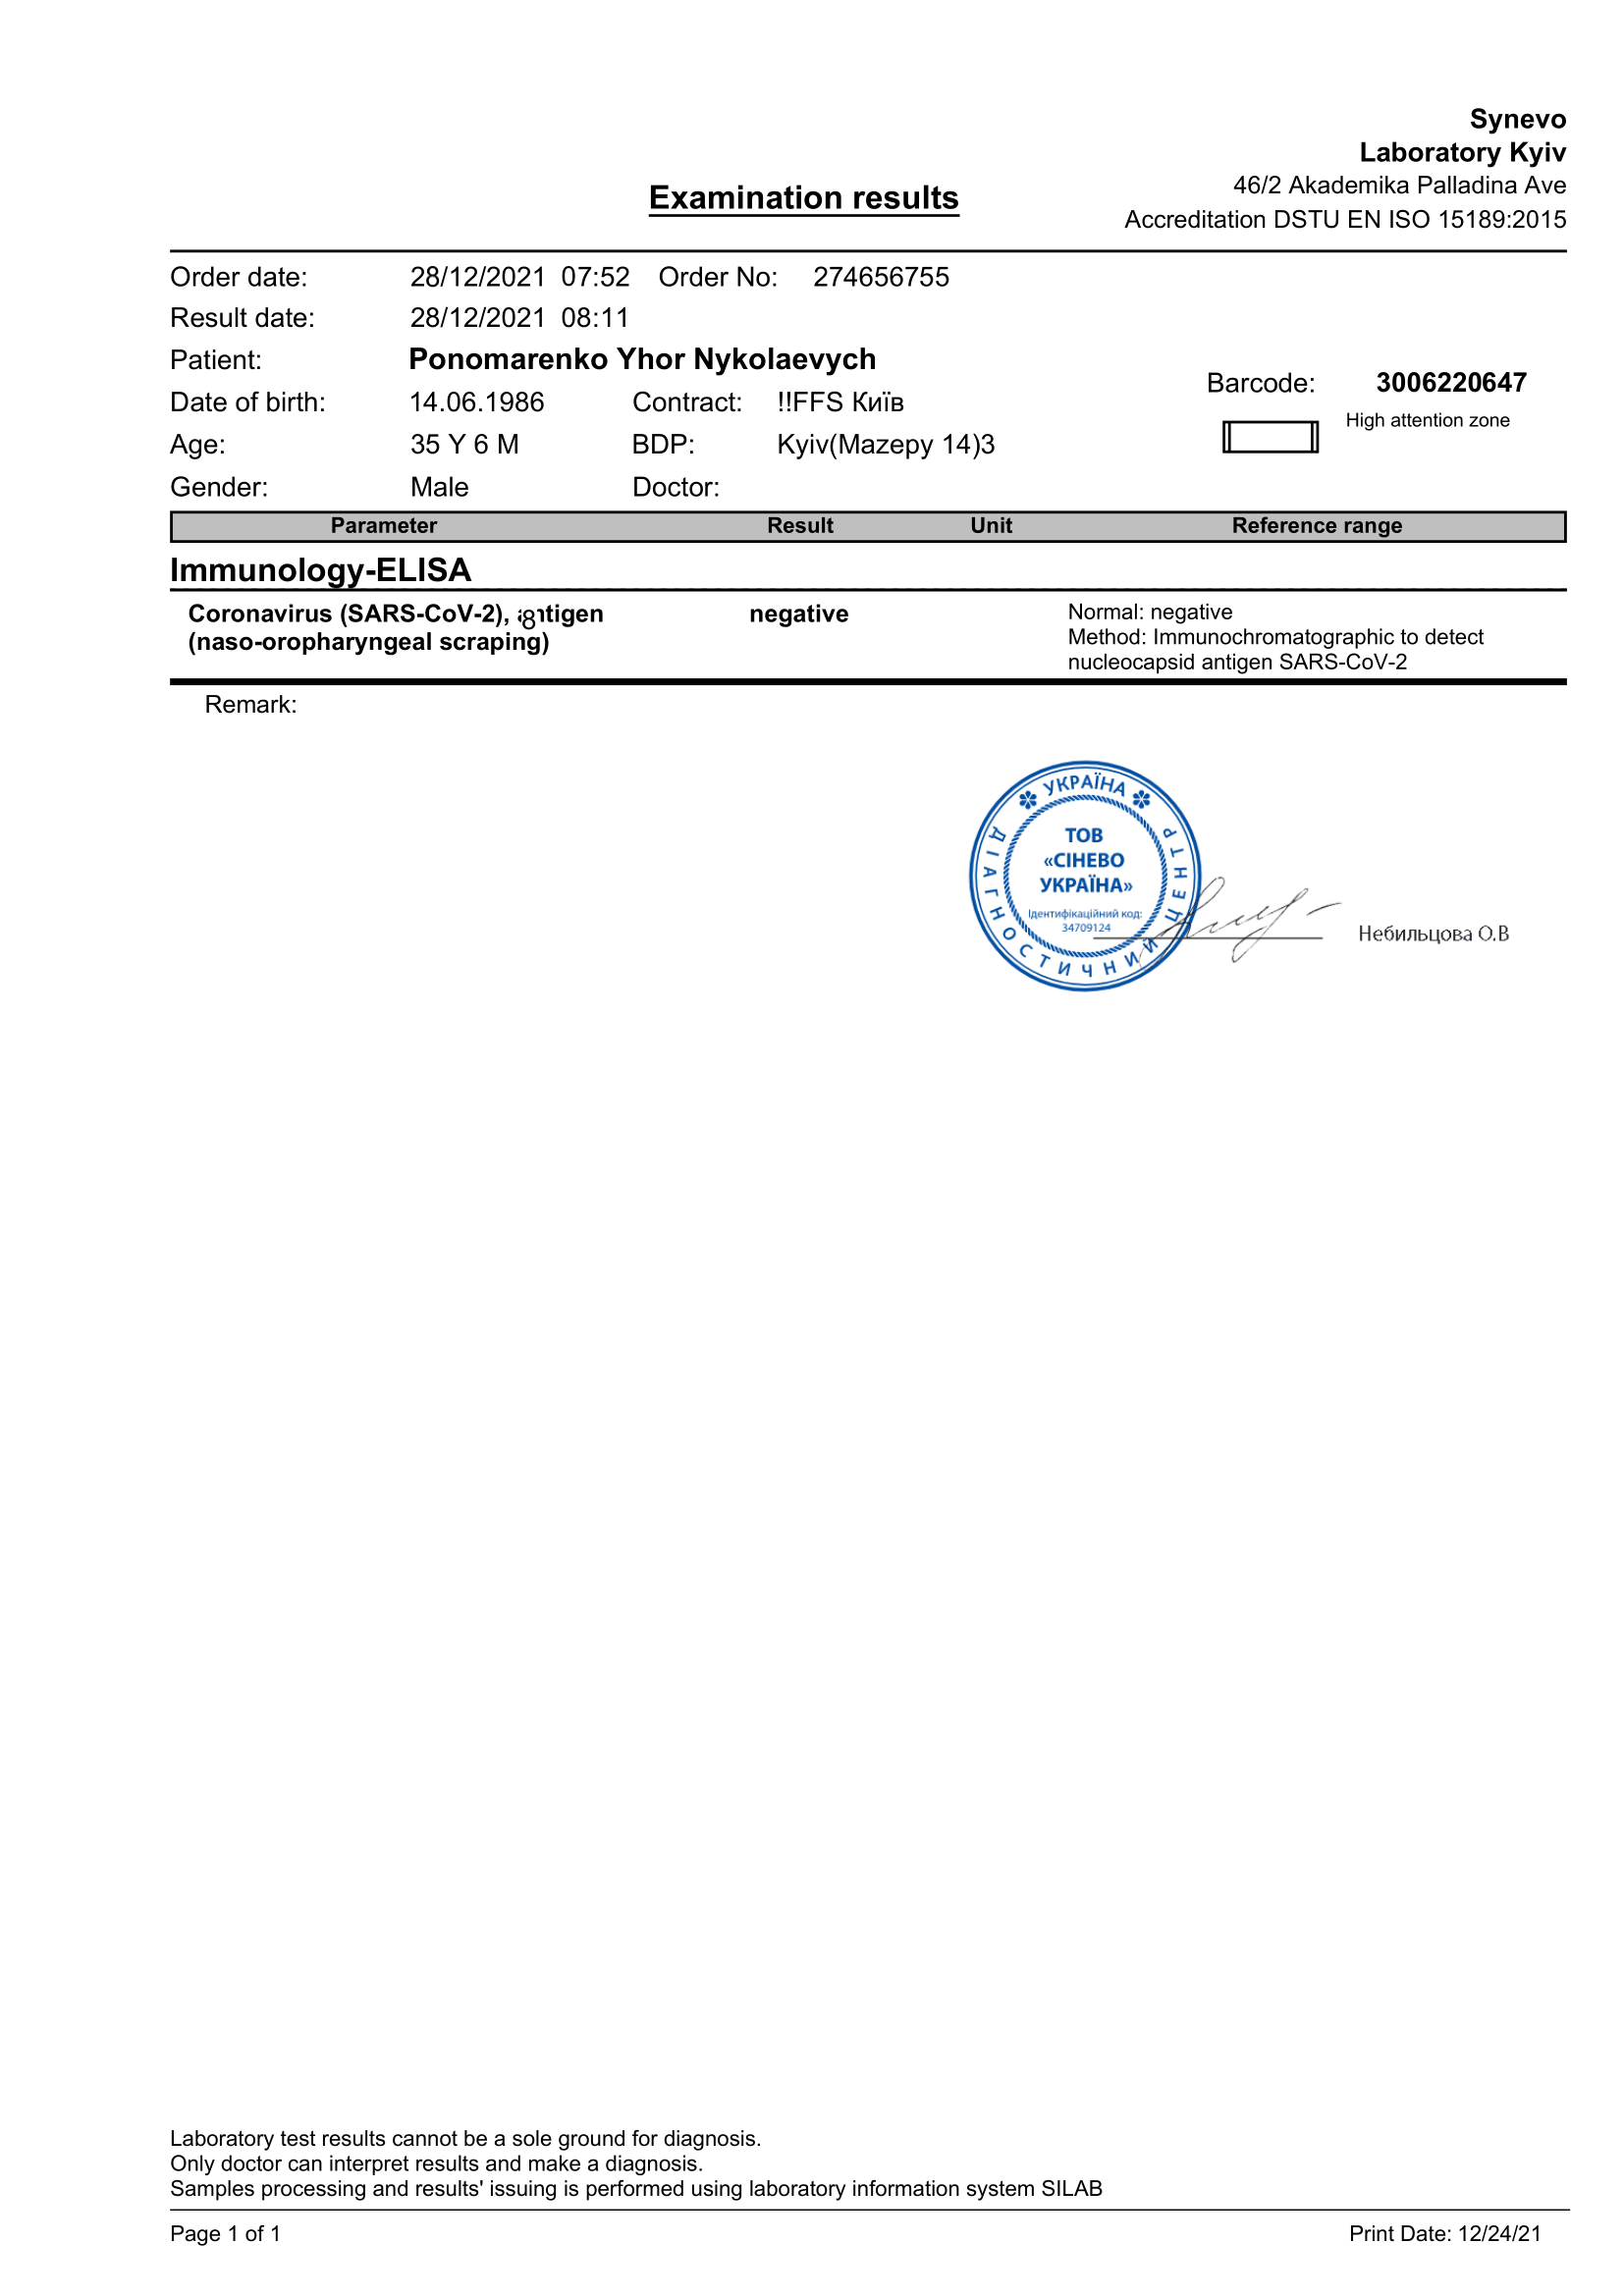 Synevo
Laboratory Kyiv
46/2 Akademika Palladina Ave
Accreditation DSTU EN ISO 15189:2015
Examination results
Order date: 28/12/2021 07:52 Order No: 274656755
Result date: 28/12/2021 08:11
Patient: Ponomarenko Yhor Nykolaevych
Barcode: 3006220647
Date of birth: 14.06.1986 Contract: !!FFS Київ
High attention zone
Age: 35 Y 6 M BDP: Kyiv(Mazepy 14)3
Gender: Male Doctor:
Parameter Result Unit Reference range
Immunology-ELISA
Coronavirus (SARS-CoV-2), 8ntigen negative Normal: negative
(naso-oropharyngeal scraping) Method: Immunochromatographic to detect
nucleocapsid antigen SARS-CoV-2
Remark:
УКРАЇНА
ДІАГНОСТИЧНИЙ ЦЕНТР
ТОВ
«СІНЕВО
УКРАЇНА»
Ідентифікаційний код:
34709124
Небильцова О.В
Laboratory test results cannot be a sole ground for diagnosis.
Only doctor can interpret results and make a diagnosis.
Samples processing and results' issuing is performed using laboratory information system SILAB
Page 1 of 1 Print Date: 12/24/21